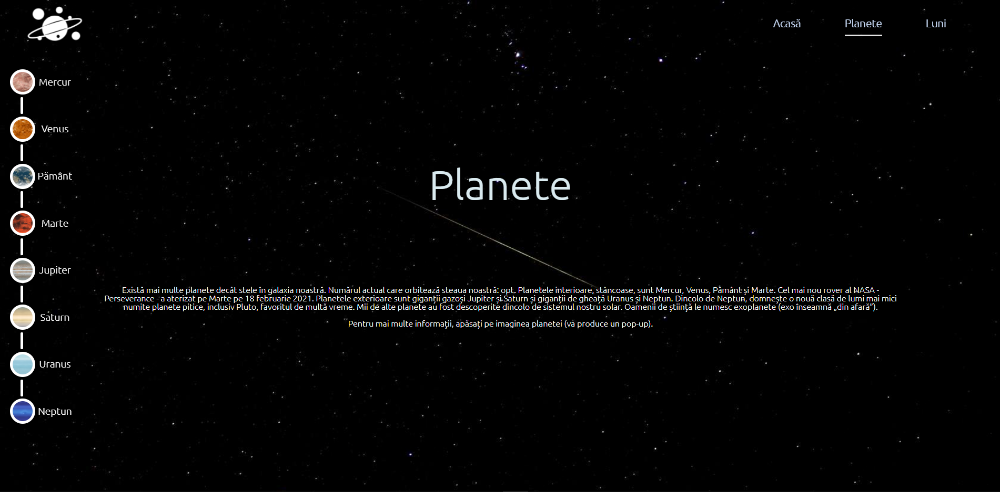 Acasă Planete Luni
Mercur
Venus
Pământ
Marte
Jupiter
Saturn
Uranus
Neptun
Planete
Există mai multe planete decât stele în galaxia noastră. Numărul actual care orbitează steaua noastră: opt. Planetele interioare, stâncoase, sunt Mercur, Venus, Pământ și Marte. Cel mai nou rover al NASA -
Perseverance - a aterizat pe Marte pe 18 februarie 2021. Planetele exterioare sunt giganții gazoși Jupiter și Saturn și giganții de gheață Uranus și Neptun. Dincolo de Neptun, domnește o nouă clasă de lumi mai mici
numite planete pitice, inclusiv Pluto, favoritul de multă vreme. Mii de alte planete au fost descoperite dincolo de sistemul nostru solar. Oamenii de știință le numesc exoplanete (exo înseamnă „din afară”).
Pentru mai multe informații, apăsați pe imaginea planetei (va produce un pop-up).